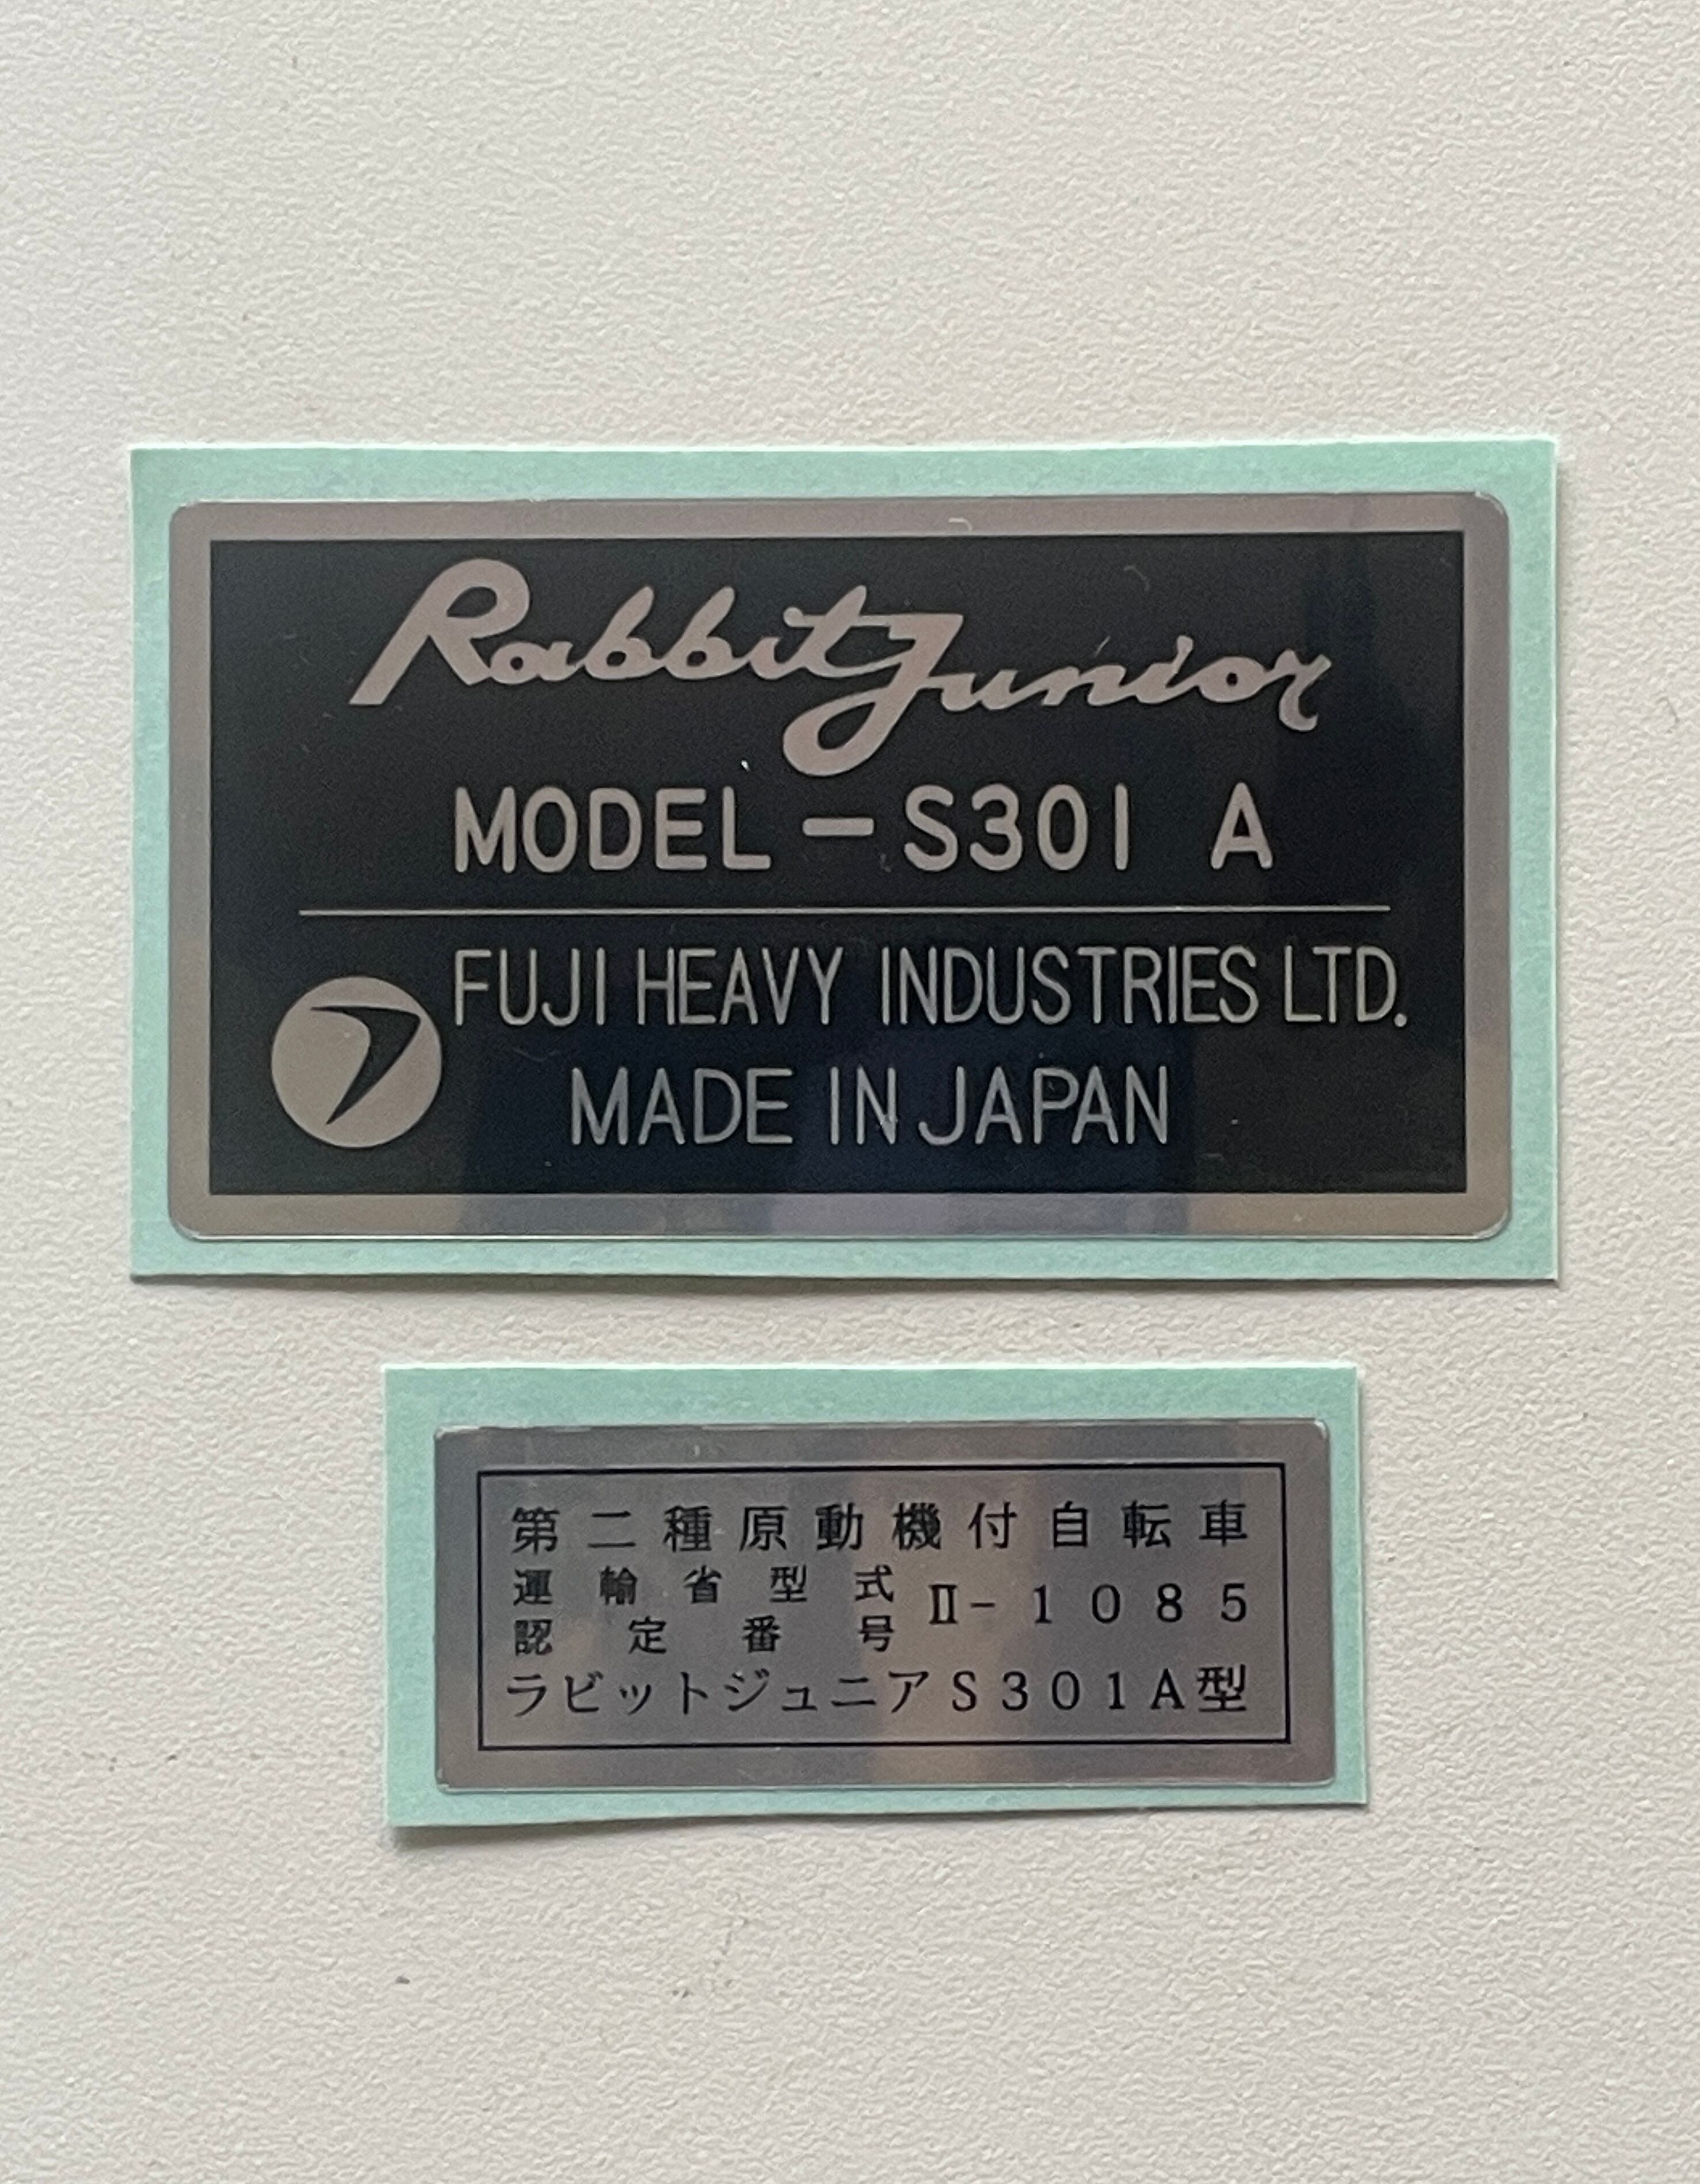 Rabbit Junior
MODEL-S301 A
FUJI HEAVY INDUSTRIES LTD.
MADE IN JAPAN
第二種原動機付自転車
運輸省型式
認定番号
Ⅱ-1085
ラビットジュニアS301A型